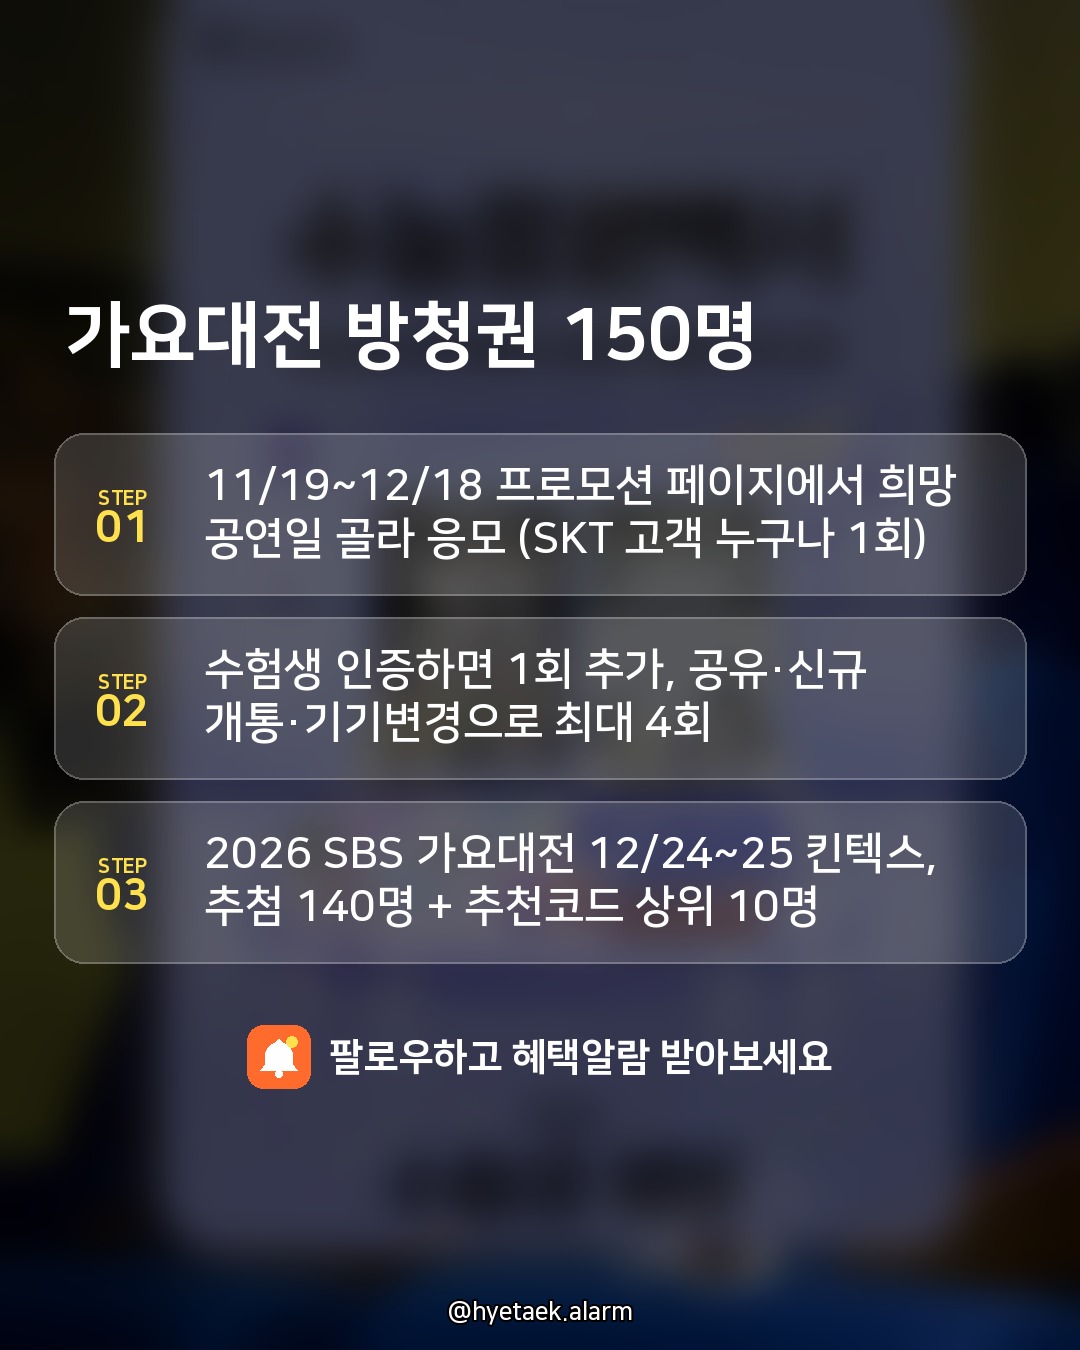 가요대전 방청권 150명
STEP
01
11/19~12/18 프로모션 페이지에서 희망
공연일 골라 응모 (SKT 고객 누구나 1회)
STEP
02
수험생 인증하면 1회 추가, 공유·신규
개통·기기변경으로 최대 4회
STEP
03
2026 SBS 가요대전 12/24~25 킨텍스,
추첨 140명 + 추천코드 상위 10명
팔로우하고 혜택알람 받아보세요
@hyetaek.alarm